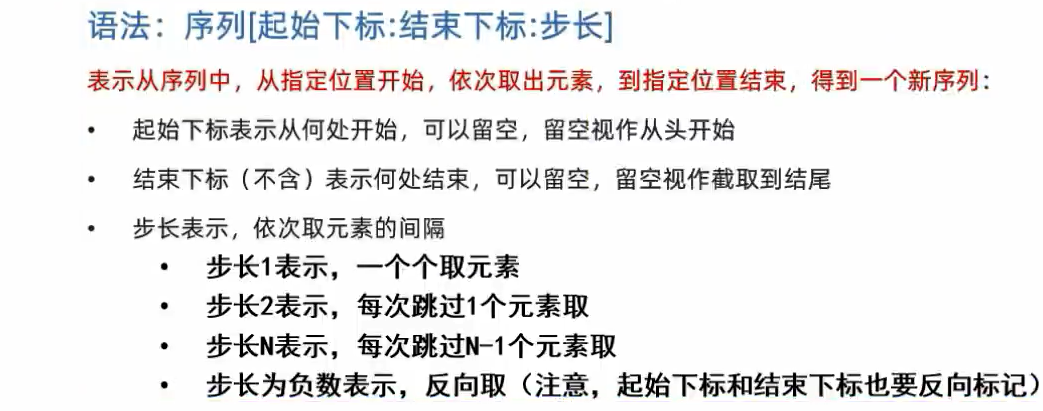 语法：序列[起始下标:结束下标:步长]
表示从序列中，从指定位置开始，依次取出元素，到指定位置结束，得到一个新序列：
• 起始下标表示从何处开始，可以留空，留空视作从头开始
• 结束下标（不含）表示何处结束，可以留空，留空视作截取到结尾
• 步长表示，依次取元素的间隔
• 步长1表示，一个个取元素
• 步长2表示，每次跳过1个元素取
• 步长N表示，每次跳过N-1个元素取
• 步长为负数表示，反向取（注意，起始下标和结束下标也要反向标记）